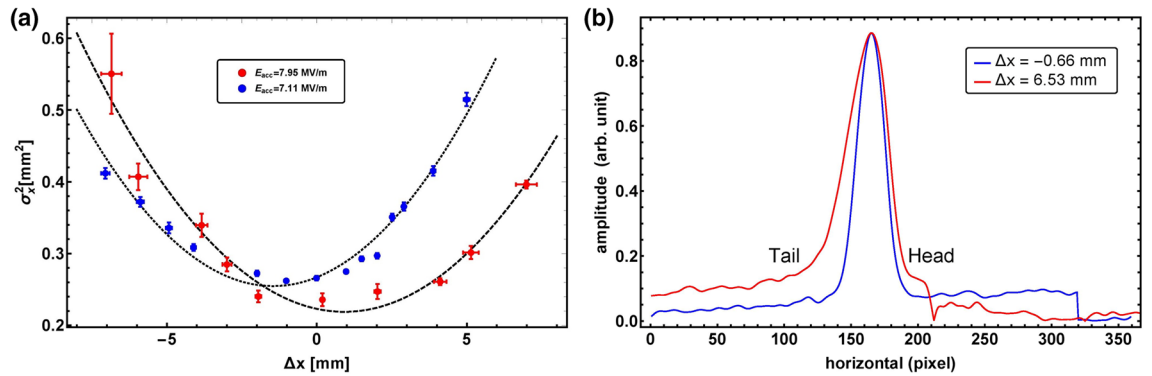 (a)
0.6
0.5
0.4
0.3
0.2
σx²[mm²]
Eacc=7.95 MV/m
Eacc=7.11 MV/m
−5 0 5
Δx [mm]
(b)
0.8
0.6
0.4
0.2
0.0
amplitude (arb. unit)
Δx = −0.66 mm
Δx = 6.53 mm
Tail Head
0 50 100 150 200 250 300 350
horizontal (pixel)